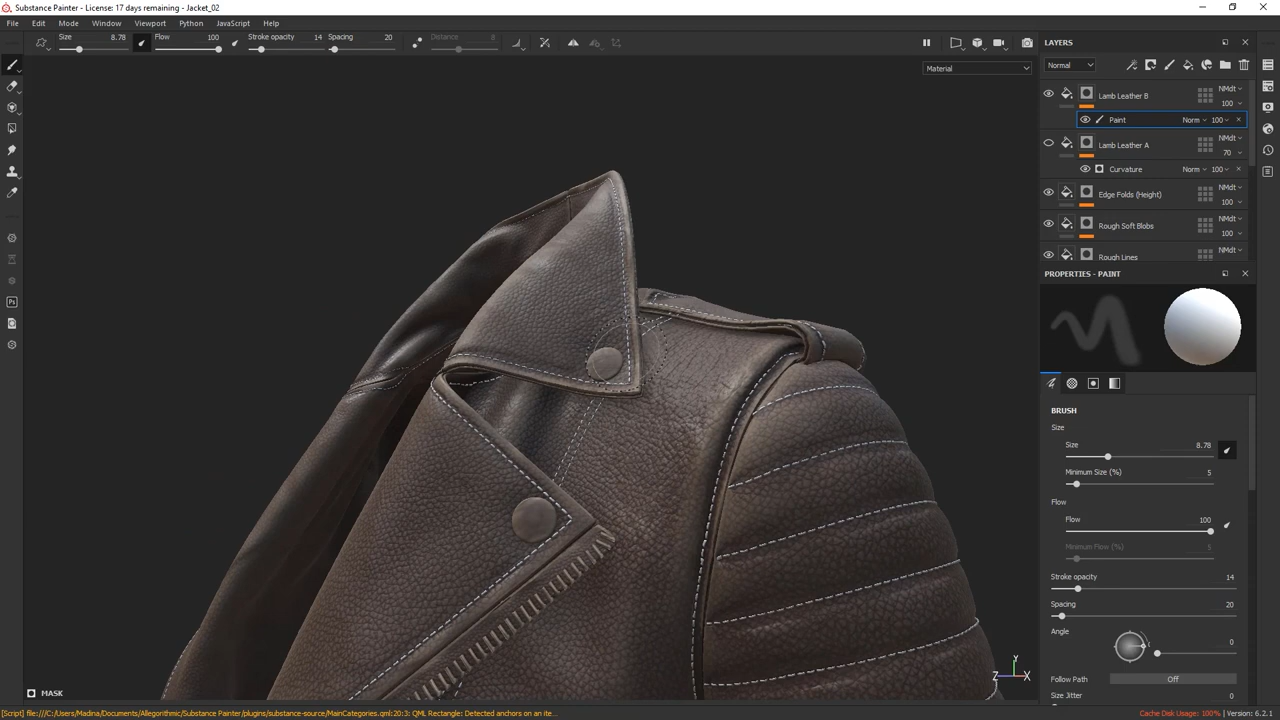 Substance Painter - License: 17 days remaining - Jacket_02
File Edit Mode Window Viewport Python JavaScript Help
Size 8.78 Flow 100 Stroke opacity 14 Spacing 20 Distance 8
Material
LAYERS
Normal
Lamb Leather B NMdt 100
Paint Norm 100
Lamb Leather A NMdt 70
Curvature Norm 100
Edge Folds (Height) NMdt 100
Rough Soft Blobs NMdt 100
Rough Lines NMdt
PROPERTIES - PAINT
BRUSH
Size
Size 8.78
Minimum Size (%) 5
Flow
Flow 100
Minimum Flow (%) 5
Stroke opacity 14
Spacing 20
Angle 0
Follow Path Off
Size Jitter 0
Ps
Y
Z X
MASK
[Script] file:///C:/Users/Madina/Documents/Allegorithmic/Substance Painter/plugins/substance-source/MainCategories.qml:20:3: QML Rectangle: Detected anchors on an ite...
Cache Disk Usage: 100% | Version: 6.2.1